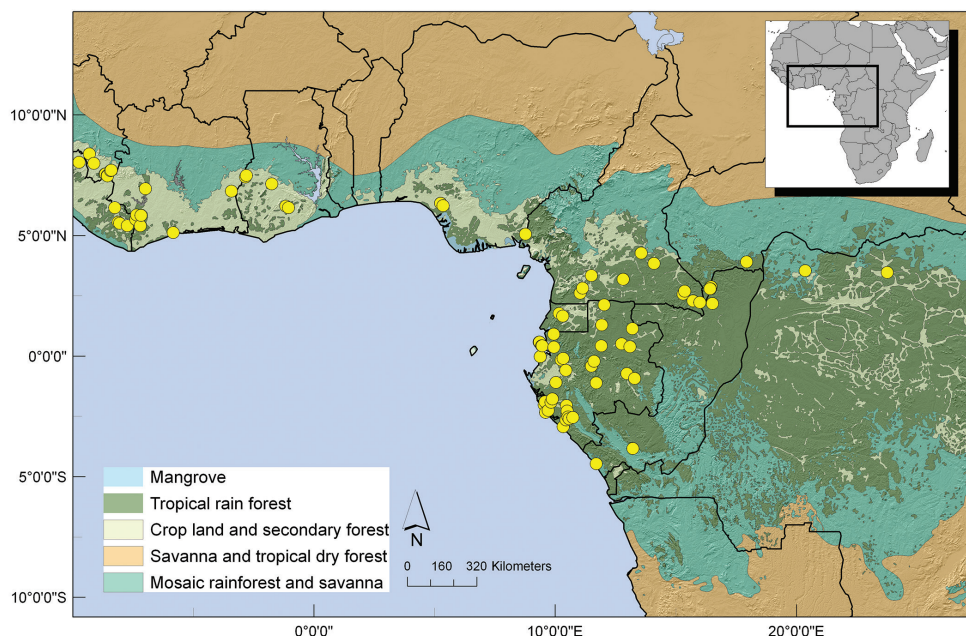 10°0'0"N
5°0'0"N
0°0'0"
5°0'0"S
10°0'0"S
Mangrove
Tropical rain forest
Crop land and secondary forest
Savanna and tropical dry forest
Mosaic rainforest and savanna
N
0 160 320 Kilometers
0°0'0" 10°0'0"E 20°0'0"E